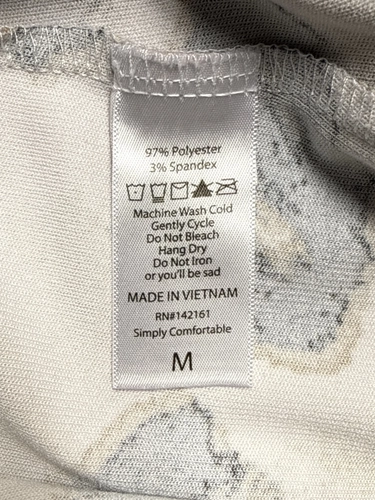 97% Polyester
3% Spandex
Machine Wash Cold
Gently Cycle
Do Not Bleach
Hang Dry
Do Not Iron
or you'll be sad
MADE IN VIETNAM
RN#142161
Simply Comfortable
M